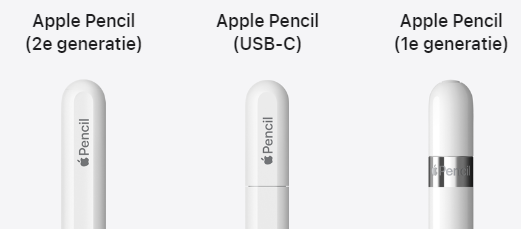 Apple Pencil
(2e generatie)
Apple Pencil
(USB-C)
Apple Pencil
(1e generatie)
Pencil
Pencil
Pencil